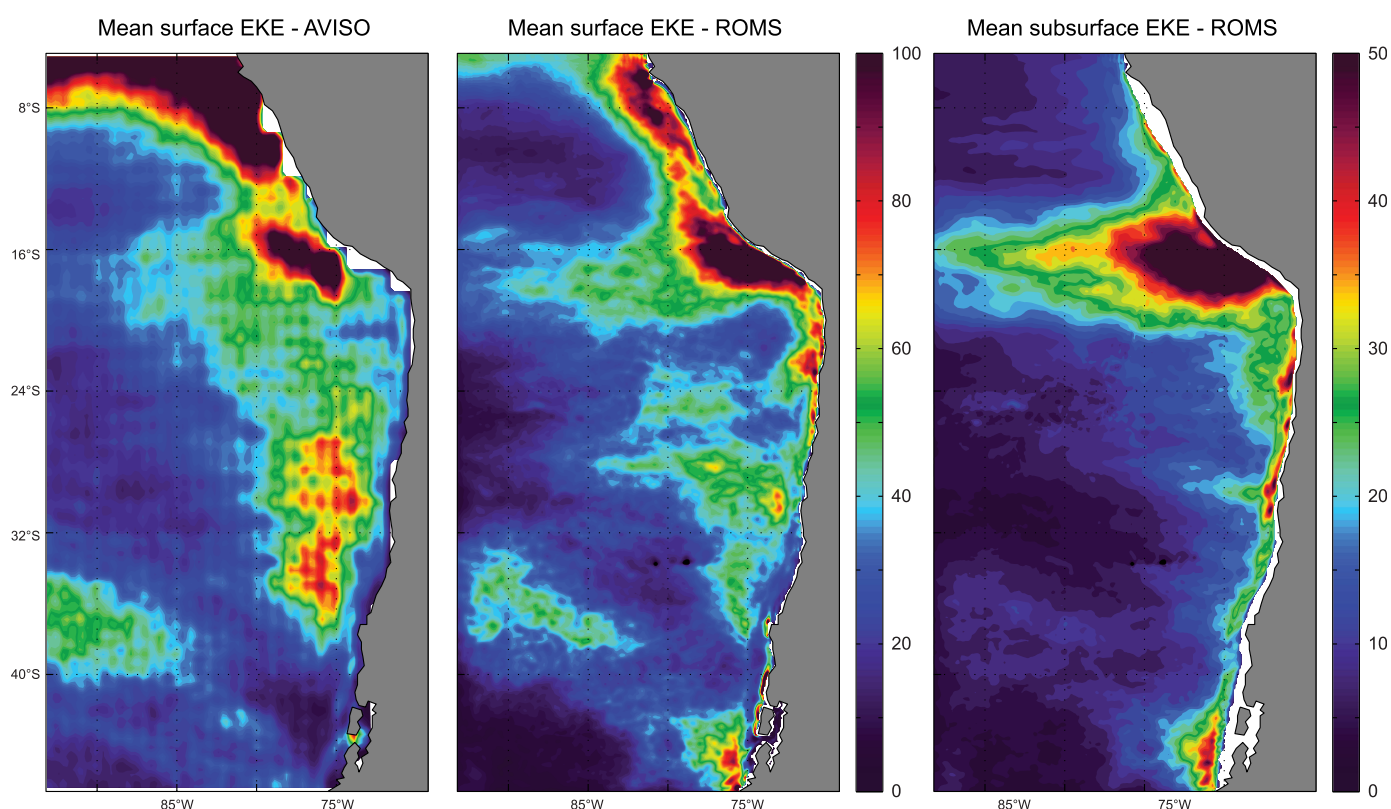 Mean surface EKE - AVISO
Mean surface EKE - ROMS
Mean subsurface EKE - ROMS
8°S
16°S
24°S
32°S
40°S
85°W
75°W
85°W
75°W
100
80
60
40
20
0
85°W
75°W
50
40
30
20
10
0